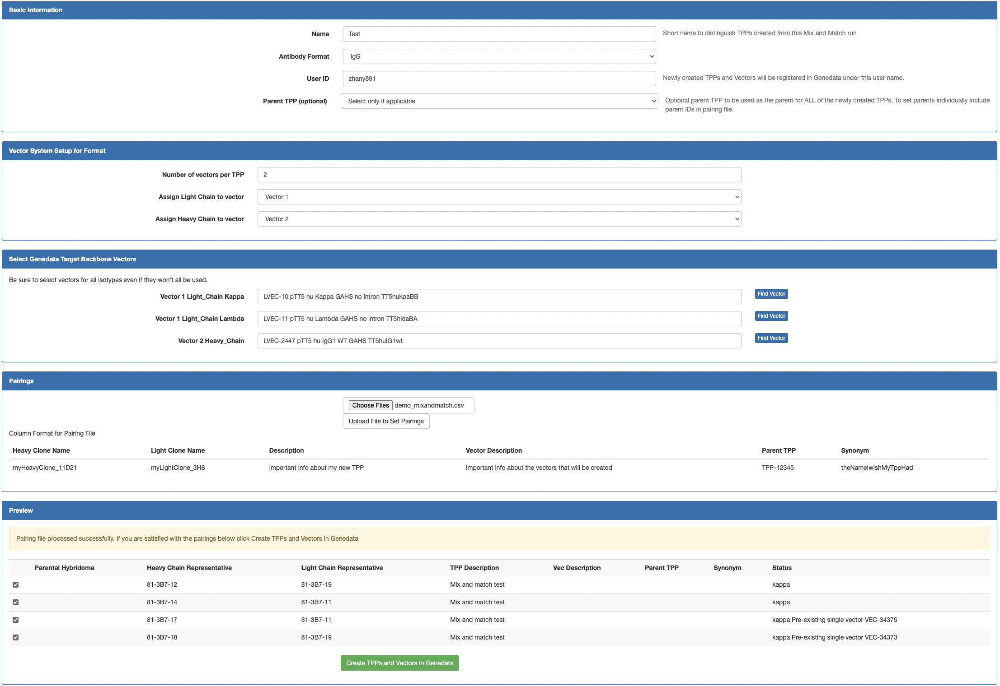 Basic Information
Name
Test
Short name to distinguish TPPs created from this Mix and Match run
Antibody Format
IgG
User ID
zhany891
Newly created TPPs and Vectors will be registered in Genedata under this user name.
Parent TPP (optional)
Select only if applicable
Optional parent TPP to be used as the parent for ALL of the newly created TPPs. To set parents individually include
parent IDs in pairing file.
Vector System Setup for Format
Number of vectors per TPP
2
Assign Light Chain to vector
Vector 1
Assign Heavy Chain to vector
Vector 2
Select Genedata Target Backbone Vectors
Be sure to select vectors for all isotypes even if they won't all be used.
Vector 1 Light_Chain Kappa
LVEC-10 pTT5 hu Kappa GAHS no intron TT5hukpaBB
Find Vector
Vector 1 Light_Chain Lambda
LVEC-11 pTT5 hu Lambda GAHS no intron TT5hldaBA
Find Vector
Vector 2 Heavy_Chain
LVEC-2447 pTT5 hu IgG1 WT GAHS TT5huIG1wt
Find Vector
Pairings
Choose Files demo_mixandmatch.csv
Upload File to Set Pairings
Column Format for Pairing File
Heavy Clone Name Light Clone Name Description Vector Description Parent TPP Synonym
myHeavyClone_11D21 myLightClone_3H8 important info about my new TPP important info about the vectors that will be created TPP-12345 theNameIwishMyTppHad
Preview
Pairing file processed successfully. If you are satisfied with the pairings below click Create TPPs and Vectors in Genedata
Parental Hybridoma Heavy Chain Representative Light Chain Representative TPP Description Vec Description Parent TPP Synonym Status
81-3B7-12 81-3B7-19 Mix and match test kappa
81-3B7-14 81-3B7-11 Mix and match test kappa
81-3B7-17 81-3B7-11 Mix and match test kappa Pre-existing single vector VEC-34375
81-3B7-18 81-3B7-19 Mix and match test kappa Pre-existing single vector VEC-34373
Create TPPs and Vectors in Genedata